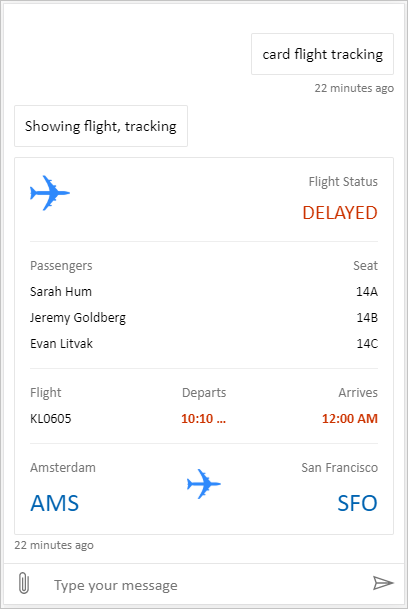 card flight tracking
22 minutes ago
Showing flight, tracking
Flight Status
DELAYED
Passengers Seat
Sarah Hum 14A
Jeremy Goldberg 14B
Evan Litvak 14C
Flight Departs Arrives
KL0605 10:10 ... 12:00 AM
Amsterdam San Francisco
AMS SFO
22 minutes ago
Type your message